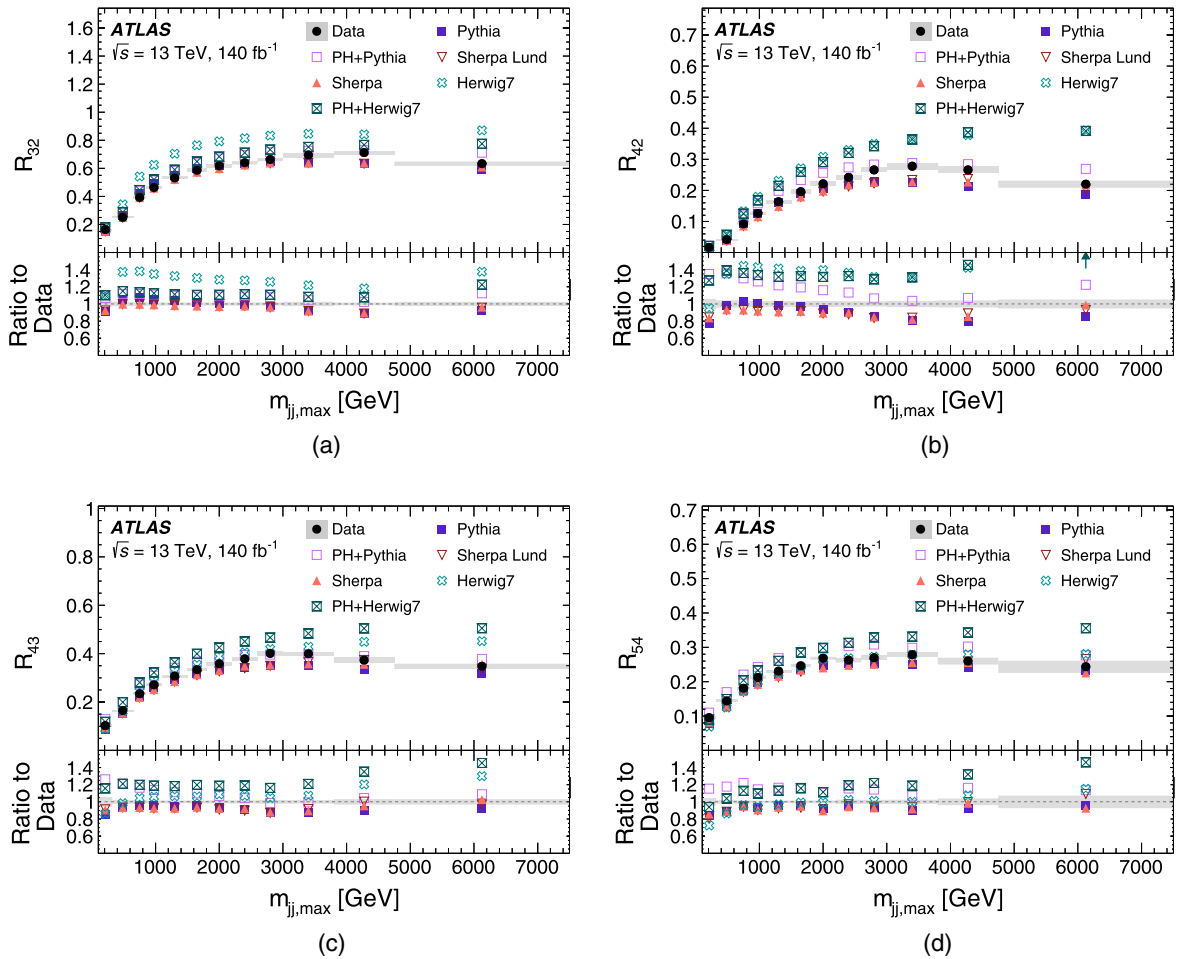 ATLAS
√s = 13 TeV, 140 fb⁻¹
Data
PH+Pythia
Sherpa
PH+Herwig7
Pythia
Sherpa Lund
Herwig7
R32
1.6
1.4
1.2
1
0.8
0.6
0.4
0.2
Ratio to
Data
1.4
1.2
1
0.8
0.6
1000 2000 3000 4000 5000 6000 7000
mjj,max [GeV]
(a)
ATLAS
√s = 13 TeV, 140 fb⁻¹
Data
PH+Pythia
Sherpa
PH+Herwig7
Pythia
Sherpa Lund
Herwig7
R42
0.7
0.6
0.5
0.4
0.3
0.2
0.1
Ratio to
Data
1.4
1.2
1
0.8
0.6
1000 2000 3000 4000 5000 6000 7000
mjj,max [GeV]
(b)
ATLAS
√s = 13 TeV, 140 fb⁻¹
Data
PH+Pythia
Sherpa
PH+Herwig7
Pythia
Sherpa Lund
Herwig7
R43
1
0.8
0.6
0.4
0.2
0
Ratio to
Data
1.4
1.2
1
0.8
0.6
1000 2000 3000 4000 5000 6000 7000
mjj,max [GeV]
(c)
ATLAS
√s = 13 TeV, 140 fb⁻¹
Data
PH+Pythia
Sherpa
PH+Herwig7
Pythia
Sherpa Lund
Herwig7
R54
0.7
0.6
0.5
0.4
0.3
0.2
0.1
Ratio to
Data
1.4
1.2
1
0.8
0.6
1000 2000 3000 4000 5000 6000 7000
mjj,max [GeV]
(d)